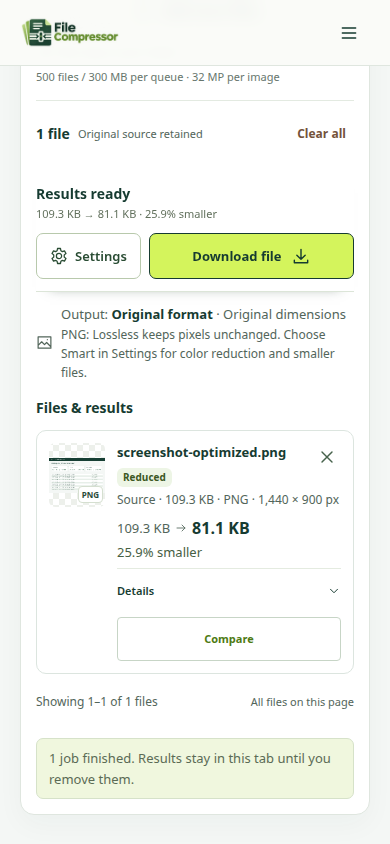 File
Compressor
500 files / 300 MB per queue · 32 MP per image
1 file Original source retained Clear all
Results ready
109.3 KB → 81.1 KB · 25.9% smaller
Settings Download file
Output: Original format · Original dimensions
PNG: Lossless keeps pixels unchanged. Choose
Smart in Settings for color reduction and smaller
files.
Files & results
screenshot-optimized.png
Reduced
PNG
Source · 109.3 KB · PNG · 1,440 × 900 px
109.3 KB → 81.1 KB
25.9% smaller
Details
Compare
Showing 1–1 of 1 files All files on this page
1 job finished. Results stay in this tab until you
remove them.